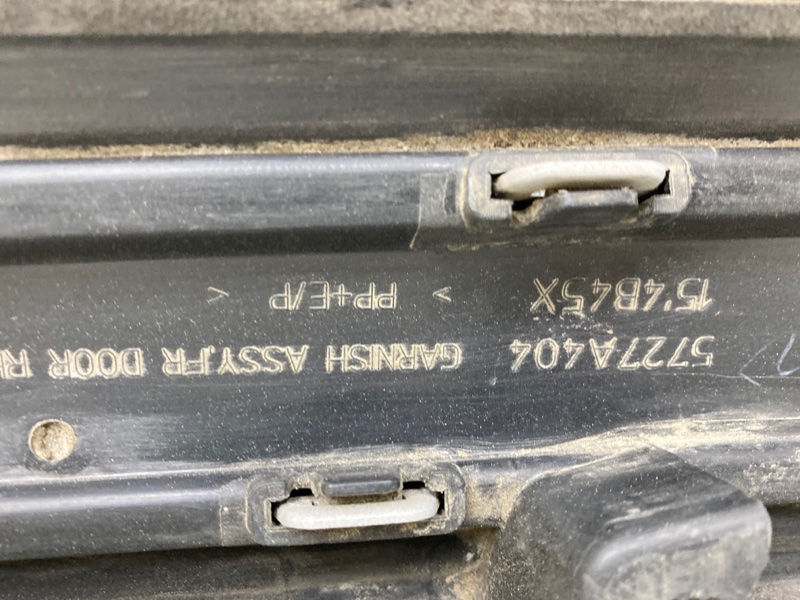 5727A404 GARNISH ASSY,FR DOOR
15'4B45X > PP+E/P <